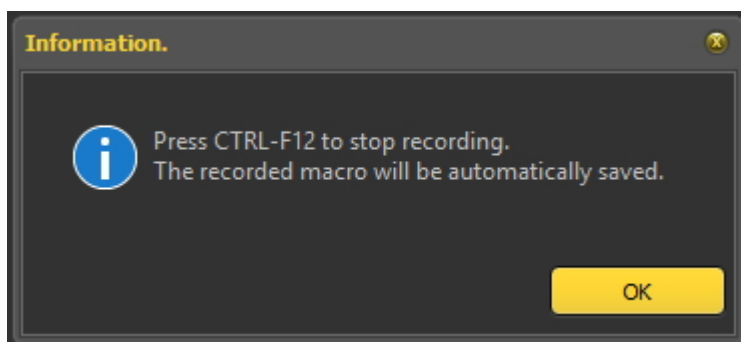 Information.
Press CTRL-F12 to stop recording.
The recorded macro will be automatically saved.
OK